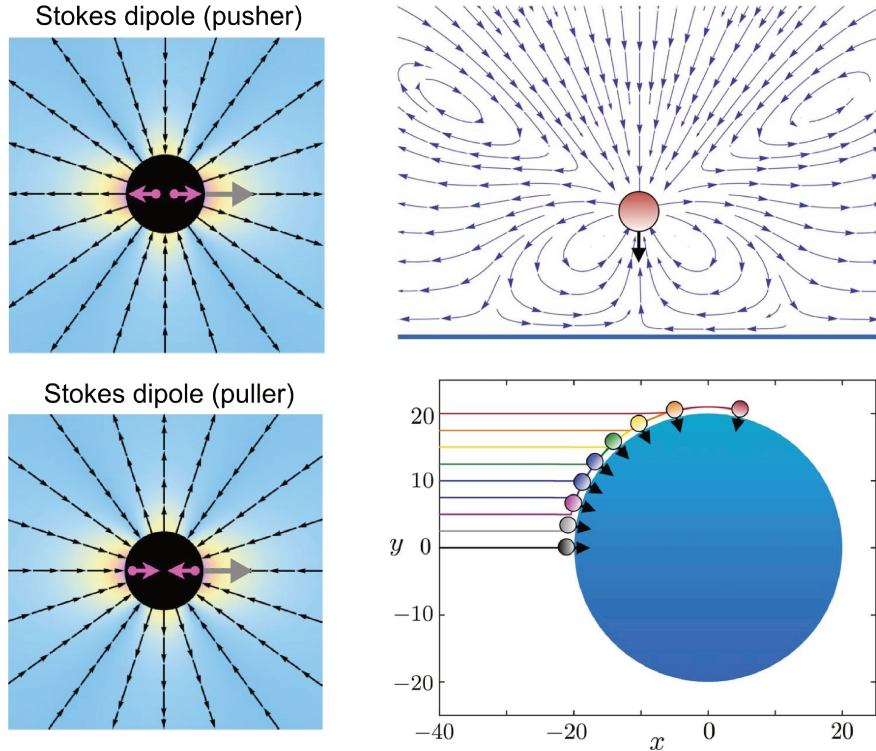 Stokes dipole (pusher)
Stokes dipole (puller)
20
10
y
0
−10
−20
−40
−20
0
20
x